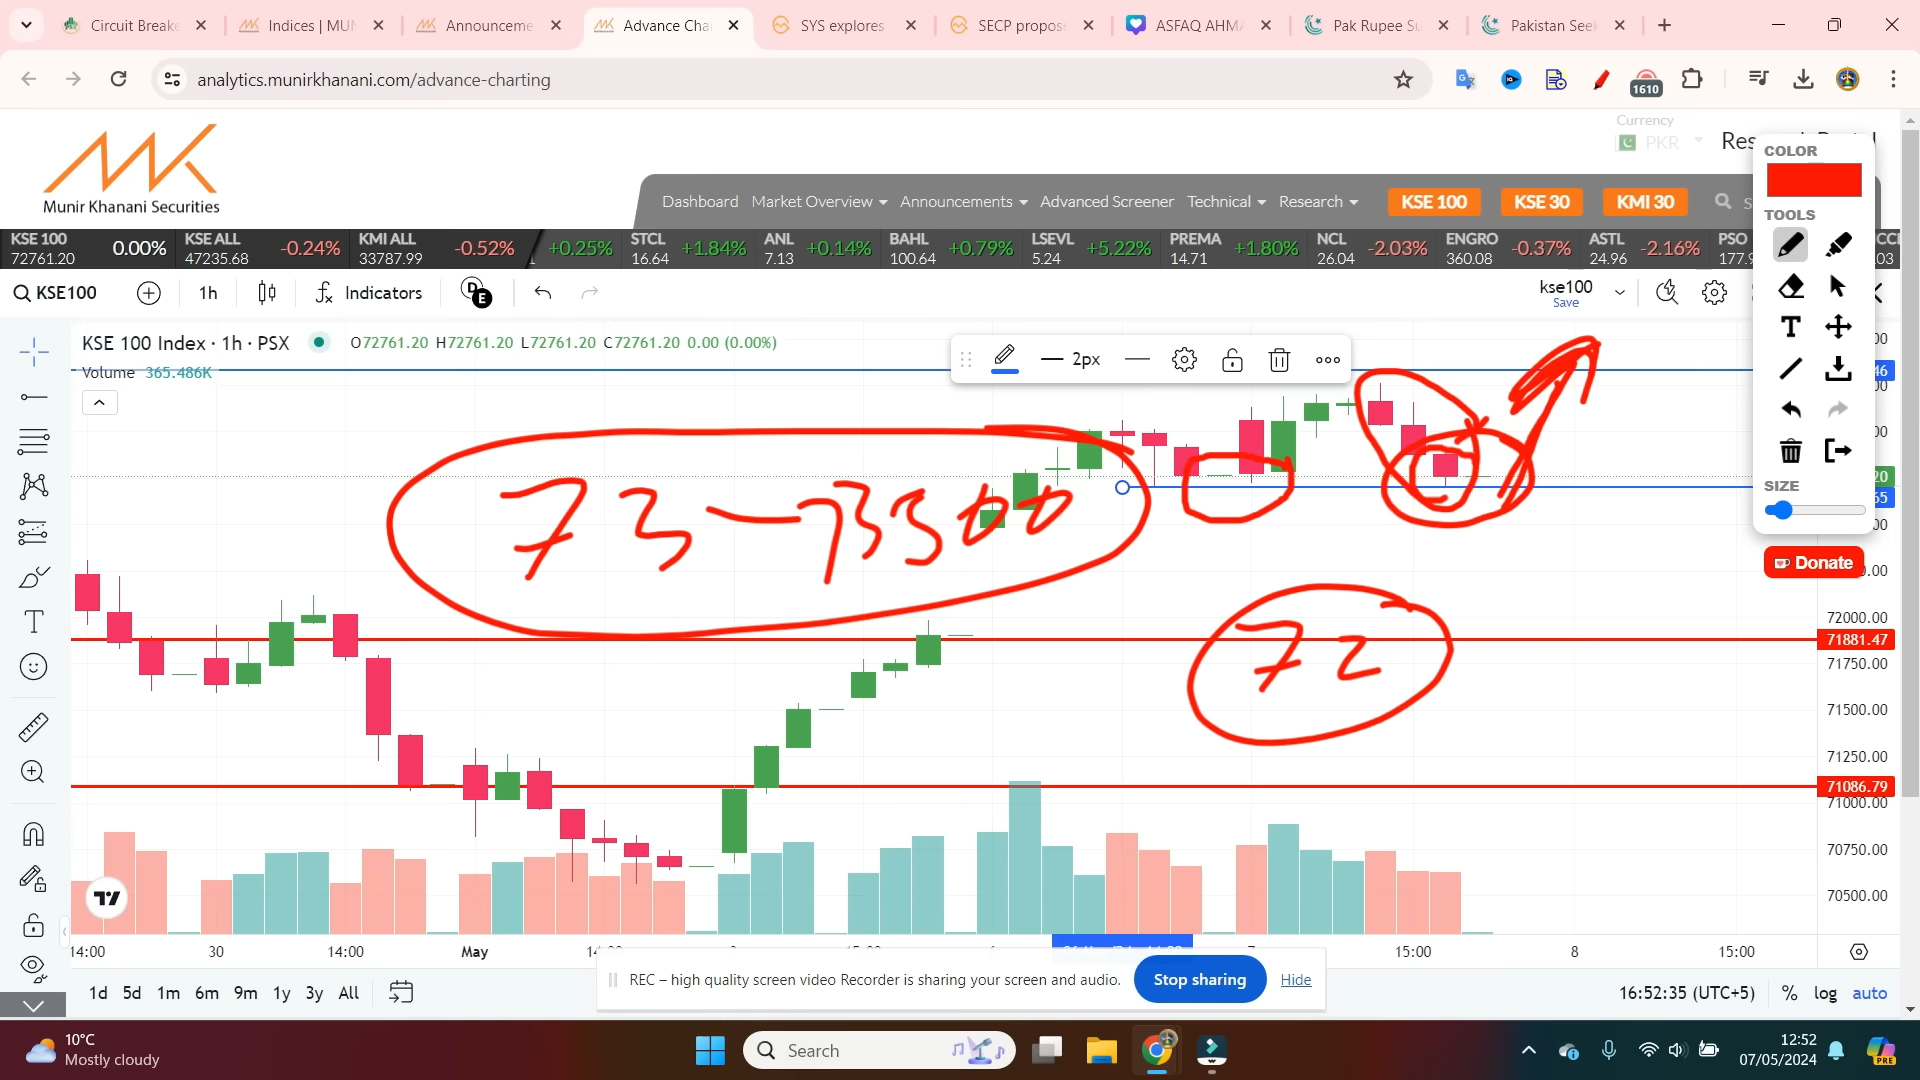 Circuit Breake
Indices | MUN
Announceme
Advance Cha
SYS explores
SECP propose
ASFAQ AHMA
Pak Rupee Su
Pakistan Seek
analytics.munirkhanani.com/advance-charting
1610
Currency
PKR
Munir Khanani Securities
Dashboard Market Overview Announcements Advanced Screener Technical Research KSE 100 KSE 30 KMI 30
KSE 100 0.00% KSE ALL -0.24% KMI ALL -0.52% +0.25% STCL +1.84% ANL +0.14% BAHL +0.79% LSEVL +5.22% PREMA +1.80% NCL -2.03% ENGRO -0.37% ASTL -2.16% PSO
72761.20 47235.68 33787.99 16.64 7.13 100.64 5.24 14.71 26.04 360.08 24.96 177.9
KSE100 1h Indicators D E kse100
Save
KSE 100 Index · 1h · PSX O72761.20 H72761.20 L72761.20 C72761.20 0.00 (0.00%)
Volume 365.486K
2px
COLOR
TOOLS
T
SIZE
Donate
73 – 73500
72
72000.00
71881.47
71750.00
71500.00
71250.00
71086.79
71000.00
70750.00
70500.00
14:00 30 14:00 May 15:00 8 15:00
REC – high quality screen video Recorder is sharing your screen and audio. Stop sharing Hide
1d 5d 1m 6m 9m 1y 3y All
16:52:35 (UTC+5) % log auto
10°C
Mostly cloudy
Search
12:52
07/05/2024
PRE